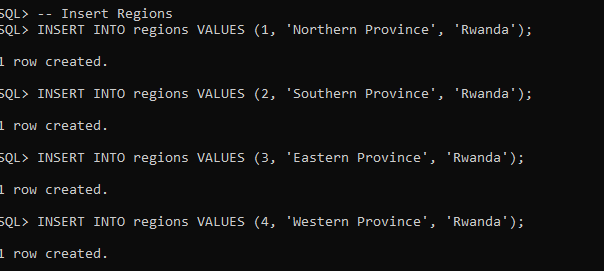 SQL> -- Insert Regions
SQL> INSERT INTO regions VALUES (1, 'Northern Province', 'Rwanda');
1 row created.
SQL> INSERT INTO regions VALUES (2, 'Southern Province', 'Rwanda');
1 row created.
SQL> INSERT INTO regions VALUES (3, 'Eastern Province', 'Rwanda');
1 row created.
SQL> INSERT INTO regions VALUES (4, 'Western Province', 'Rwanda');
1 row created.